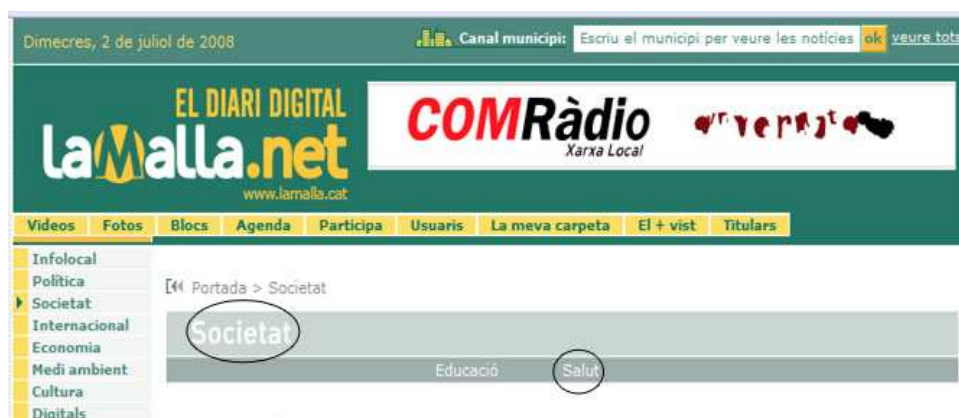 Dimecres, 2 de juliol de 2008
Canal municipi: Escriu el municipi per veure les notícies ok veure tots
EL DIARI DIGITAL
laMalla.net
www.lamalla.cat
COMRàdio
Xarxa Local
Videos Fotos Blocs Agenda Participa Usuaris La meva carpeta El + vist Titulars
Infolocal
Política
Societat
Internacional
Economia
Medi ambient
Cultura
Digitals
Portada > Societat
Societat
Educació Salut